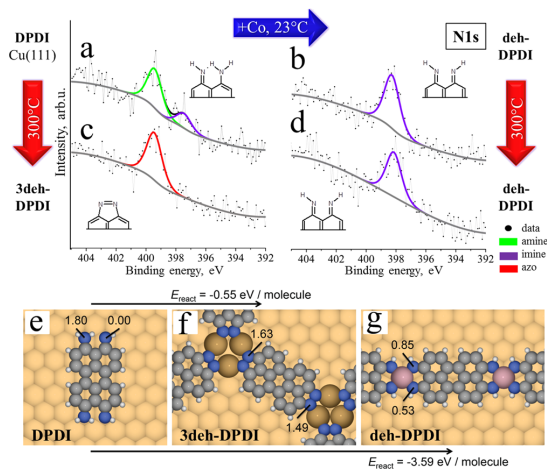 DPDI
Cu(111)
+Co, 23°C
N1s
deh-
DPDI
a
b
c
d
300°C
300°C
3deh-
DPDI
deh-
DPDI
Intensity, arb.u.
N
H
N
H
H
N
H
N
H
N=N
N
H
N
H
404 402 400 398 396 394 392
Binding energy, eV
404 402 400 398 396 394 392
Binding energy, eV
data
amine
imine
azo
E react = -0.55 eV / molecule
e
1.80
0.00
DPDI
f
1.63
1.49
3deh-DPDI
g
0.85
0.53
deh-DPDI
E react = -3.59 eV / molecule